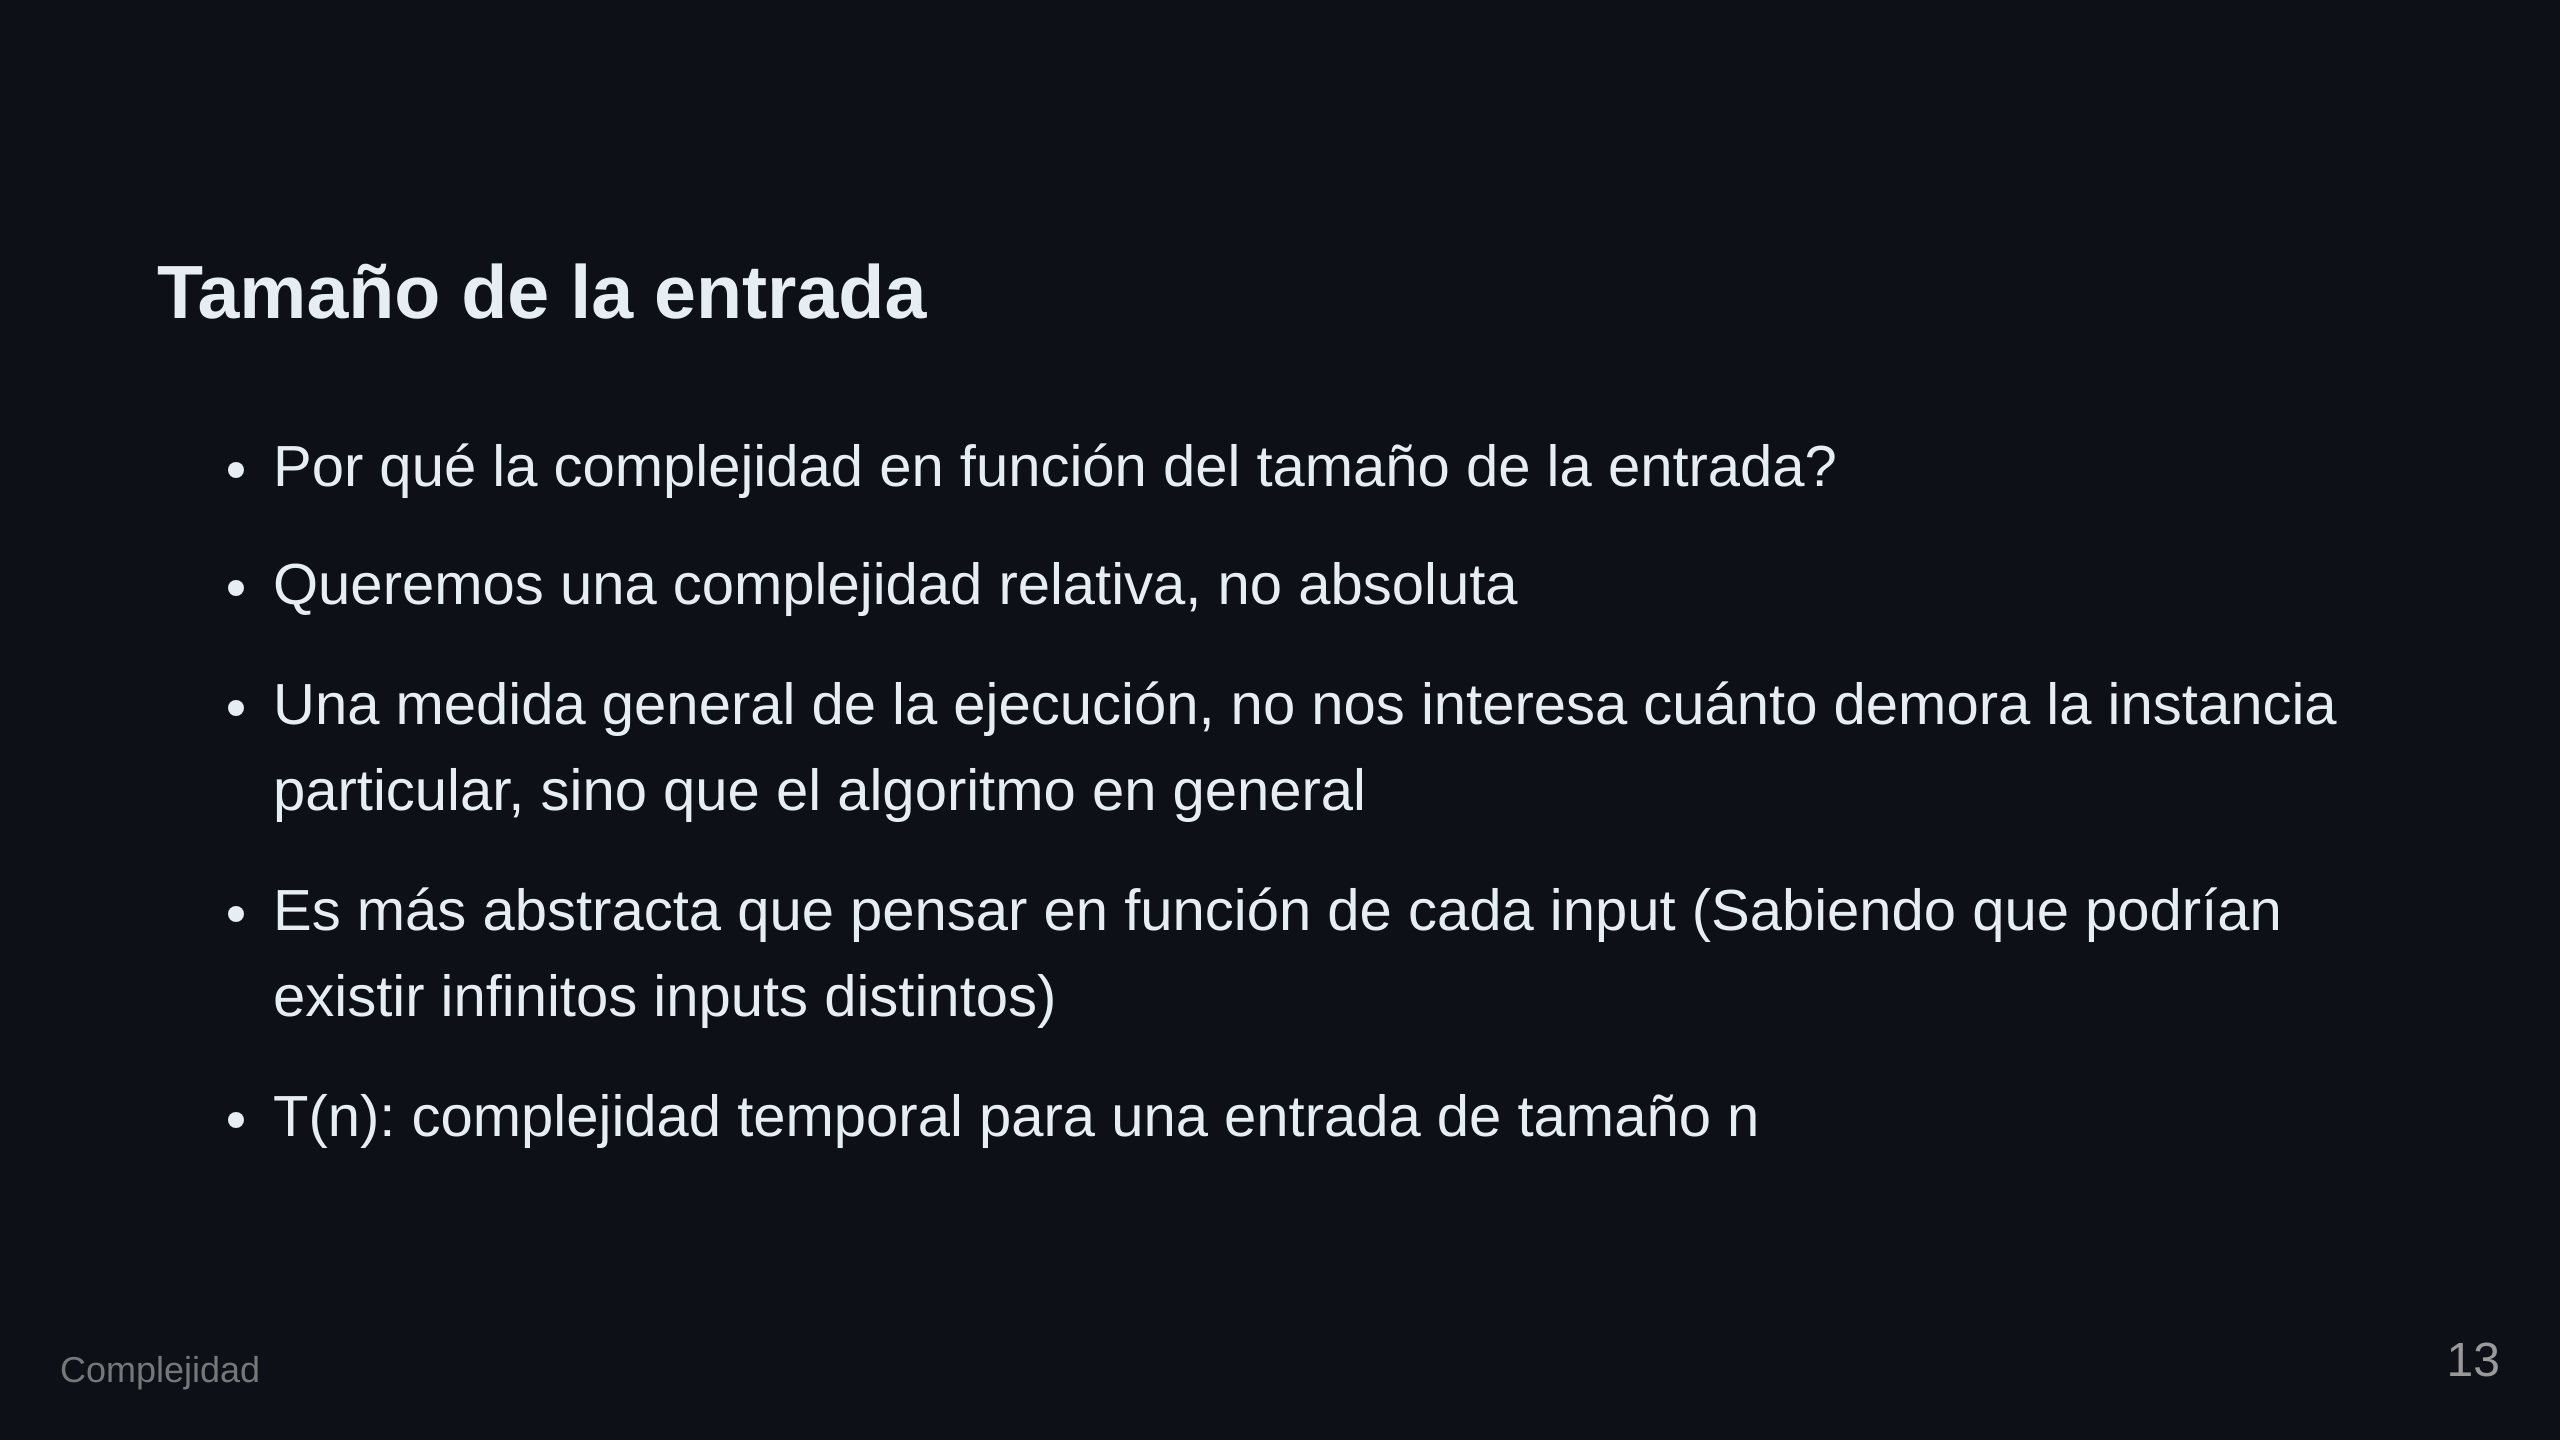 Tamaño de la entrada
• Por qué la complejidad en función del tamaño de la entrada?
• Queremos una complejidad relativa, no absoluta
• Una medida general de la ejecución, no nos interesa cuánto demora la instancia
particular, sino que el algoritmo en general
• Es más abstracta que pensar en función de cada input (Sabiendo que podrían
existir infinitos inputs distintos)
• T(n): complejidad temporal para una entrada de tamaño n
Complejidad
13